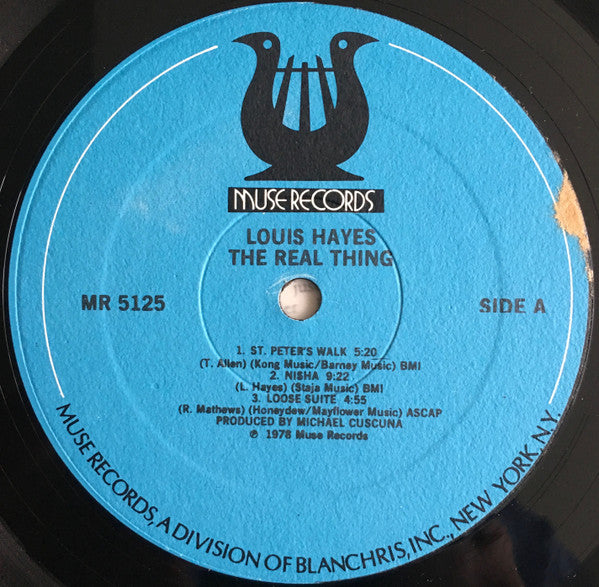 MUSE RECORDS
LOUIS HAYES
THE REAL THING
MR 5125
SIDE A
1. ST. PETER'S WALK 5:20
(T. Allen) (Kong Music/Barnay Music) BMI
2. NISHA 9:22
(L. Hayes) (Staja Music) BMI
3. LOOSE SUITE 4:55
(R. Mathews) (Honeydew/Mayflower Music) ASCAP
PRODUCED BY MICHAEL CUSCUNA
℗ 1978 Muse Records
MUSE RECORDS, A DIVISION OF BLANCHRIS, INC., NEW YORK, N.Y.